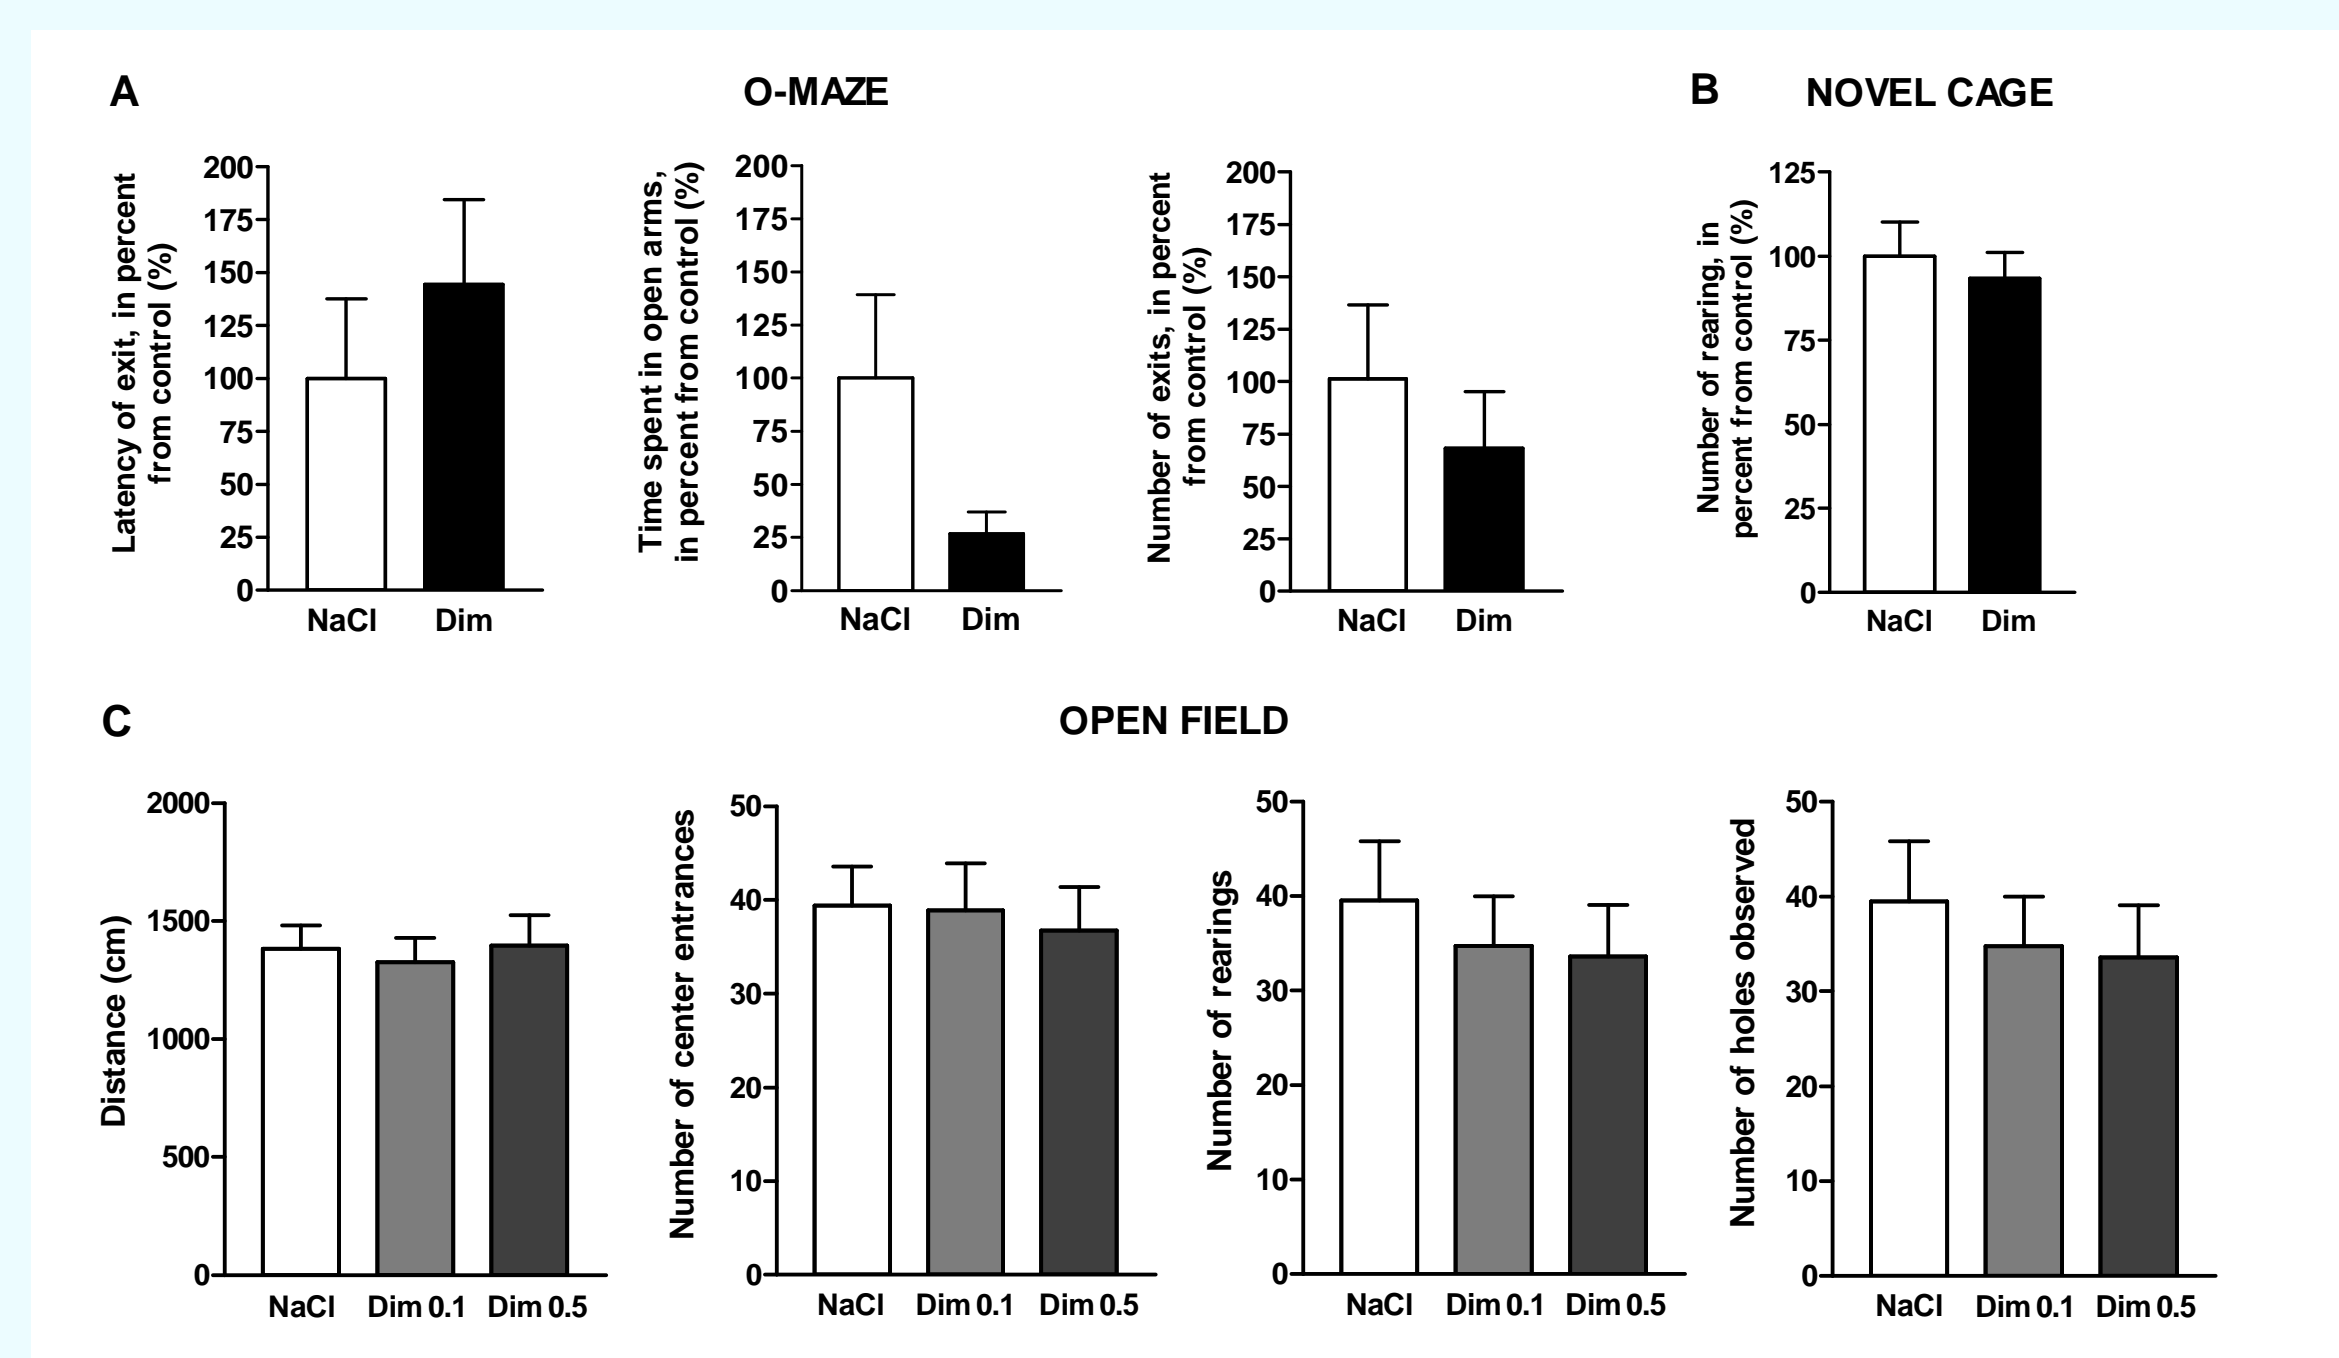 A
O-MAZE
B
NOVEL CAGE
Latency of exit, in percent
from control (%)
200
175
150
125
100
75
50
25
0
NaCl
Dim
Time spent in open arms,
in percent from control (%)
200
175
150
125
100
75
50
25
0
NaCl
Dim
Number of exits, in percent
from control (%)
200
175
150
125
100
75
50
25
0
NaCl
Dim
Number of rearing, in
percent from control (%)
125
100
75
50
25
0
NaCl
Dim
C
OPEN FIELD
Distance (cm)
2000
1500
1000
500
0
NaCl
Dim 0.1
Dim 0.5
Number of center entrances
50
40
30
20
10
0
NaCl
Dim 0.1
Dim 0.5
Number of rearings
50
40
30
20
10
0
NaCl
Dim 0.1
Dim 0.5
Number of holes observed
50
40
30
20
10
0
NaCl
Dim 0.1
Dim 0.5